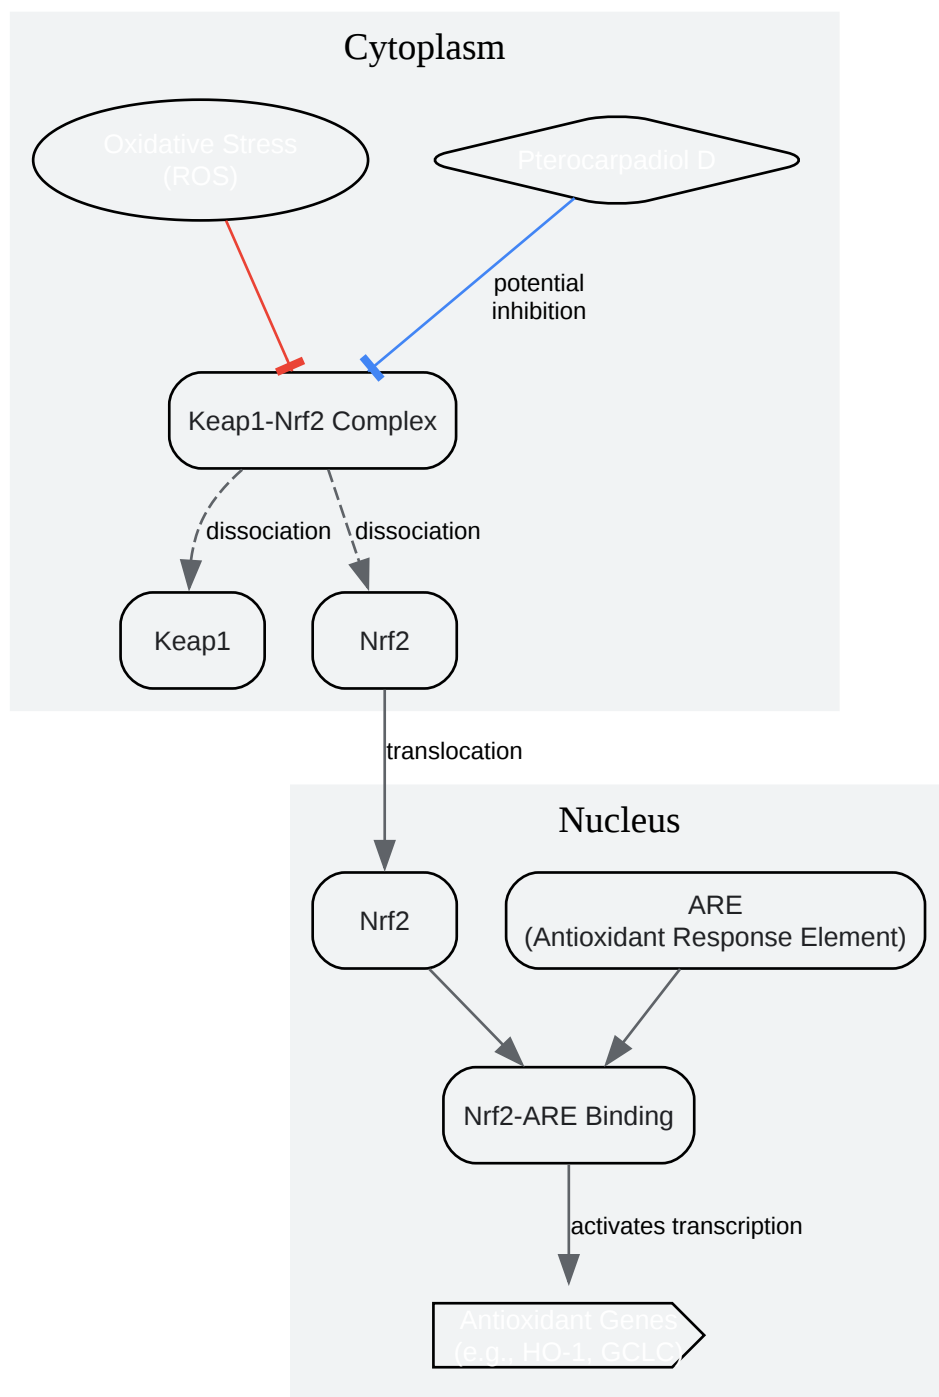 Cytoplasm
Oxidative Stress
(ROS)
Pterocarpadiol D
potential
inhibition
Keap1-Nrf2 Complex
dissociation
dissociation
Keap1
Nrf2
translocation
Nucleus
Nrf2
ARE
(Antioxidant Response Element)
Nrf2-ARE Binding
activates transcription
Antioxidant Genes
(e.g., HO-1, GCLC)